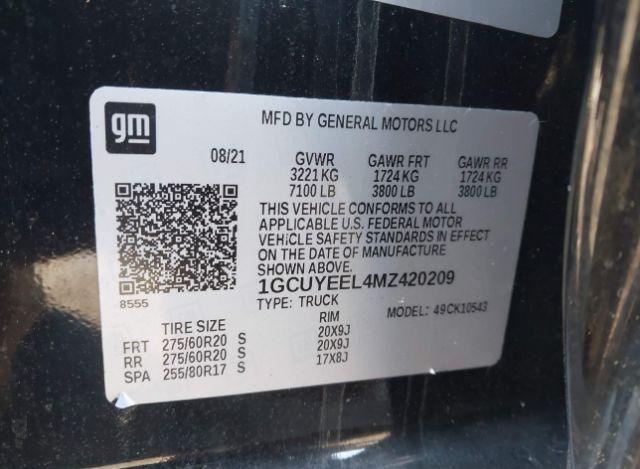 gm
MFD BY GENERAL MOTORS LLC
08/21 GVWR GAWR FRT GAWR RR
3221 KG 1724 KG 1724 KG
7100 LB 3800 LB 3800 LB
THIS VEHICLE CONFORMS TO ALL
APPLICABLE U.S. FEDERAL MOTOR
VEHICLE SAFETY STANDARDS IN EFFECT
ON THE DATE OF MANUFACTURE
SHOWN ABOVE.
1GCUYEEL4MZ420209
8555
TYPE: TRUCK MODEL: 49CK10543
TIRE SIZE RIM
FRT 275/60R20 S 20X9J
RR 275/60R20 S 20X9J
SPA 255/80R17 S 17X8J